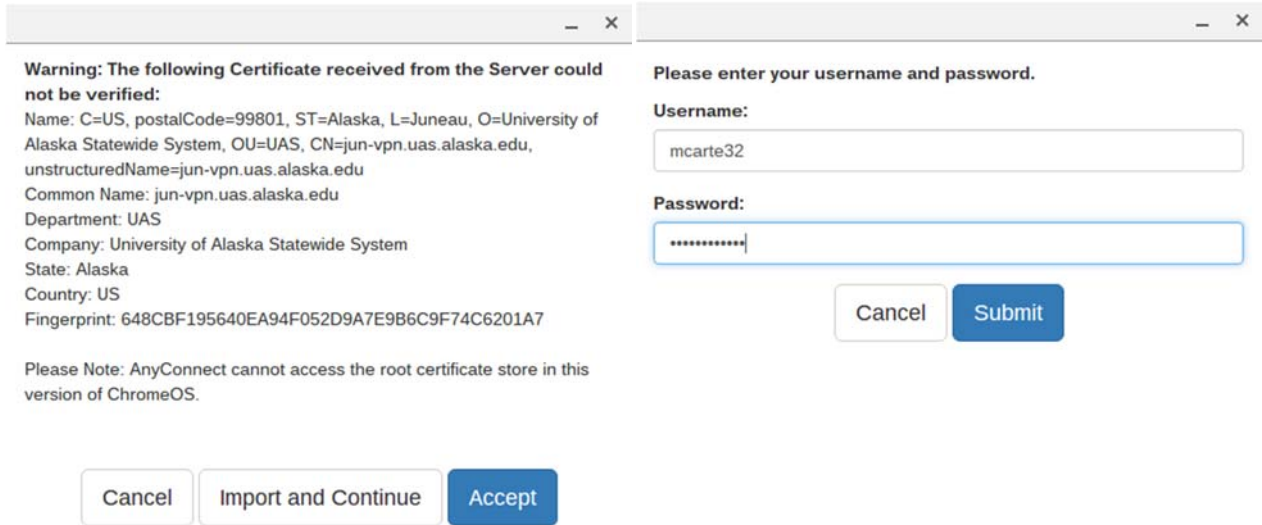 Warning: The following Certificate received from the Server could
not be verified:
Name: C=US, postalCode=99801, ST=Alaska, L=Juneau, O=University of
Alaska Statewide System, OU=UAS, CN=jun-vpn.uas.alaska.edu,
unstructuredName=jun-vpn.uas.alaska.edu
Common Name: jun-vpn.uas.alaska.edu
Department: UAS
Company: University of Alaska Statewide System
State: Alaska
Country: US
Fingerprint: 648CBF195640EA94F052D9A7E9B6C9F74C6201A7
Please Note: AnyConnect cannot access the root certificate store in this
version of ChromeOS.
Cancel
Import and Continue
Accept
Please enter your username and password.
Username:
mcarte32
Password:
••••••••••••
Cancel
Submit